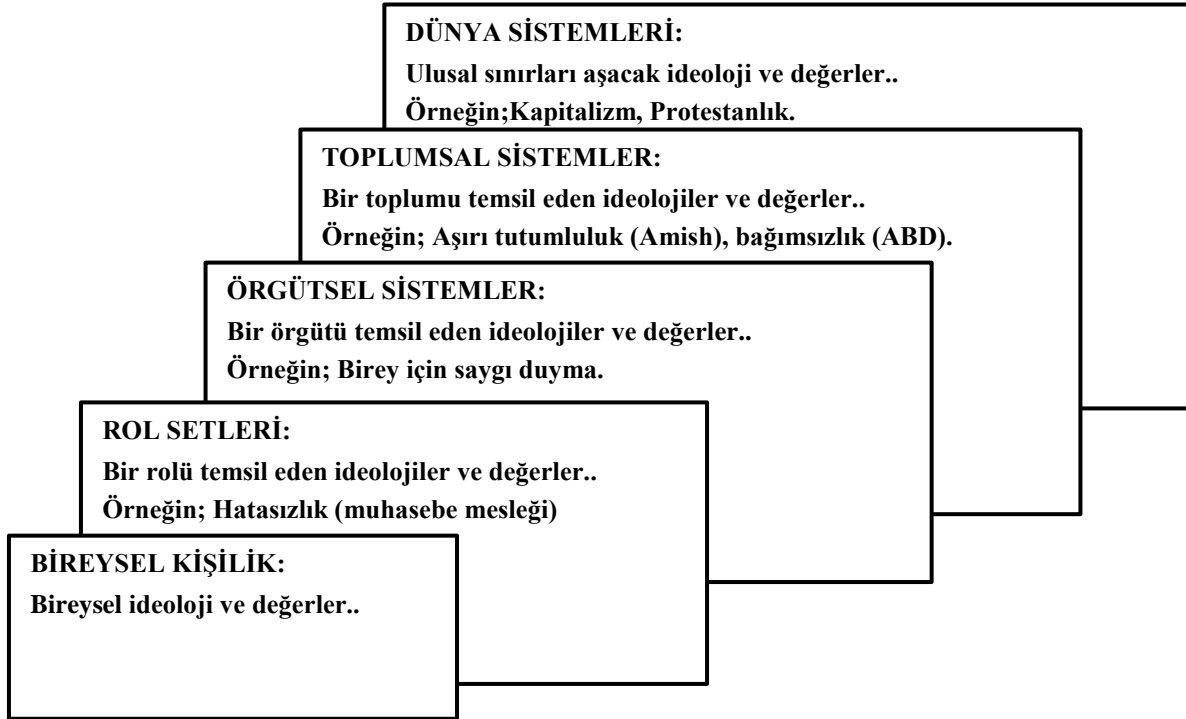 DÜNYA SİSTEMLERİ:
Ulusal sınırları aşacak ideoloji ve değerler..
Örneğin;Kapitalizm, Protestanlık.
TOPLUMSAL SİSTEMLER:
Bir toplumu temsil eden ideolojiler ve değerler..
Örneğin; Aşırı tutumluluk (Amish), bağımsızlık (ABD).
ÖRGÜTSEL SİSTEMLER:
Bir örgütü temsil eden ideolojiler ve değerler..
Örneğin; Birey için saygı duyma.
ROL SETLERİ:
Bir rolü temsil eden ideolojiler ve değerler..
Örneğin; Hatasızlık (muhasebe mesleği)
BİREYSEL KİŞİLİK:
Bireysel ideoloji ve değerler..